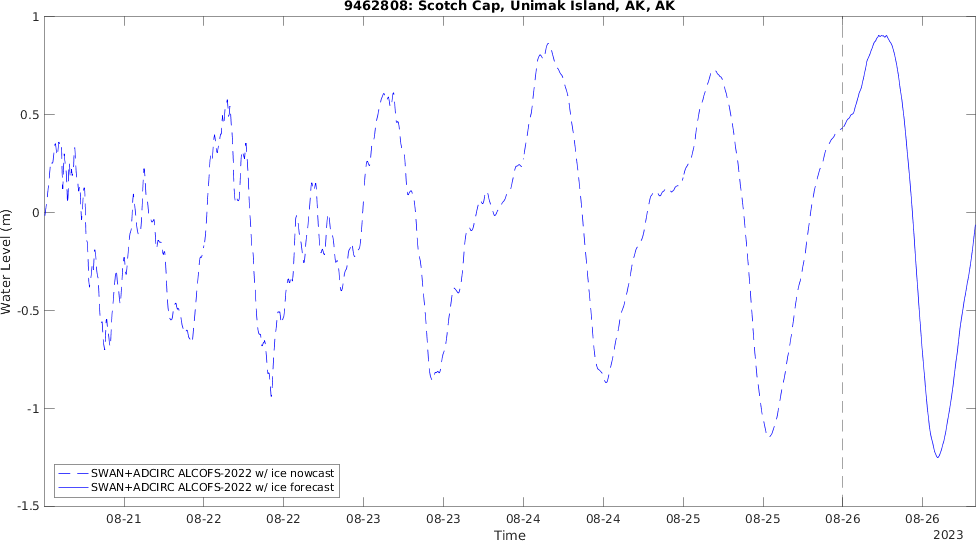 9462808: Scotch Cap, Unimak Island, AK, AK
1
0.5
0
-0.5
-1
-1.5
Water Level (m)
SWAN+ADCIRC ALCOFS-2022 w/ ice nowcast
SWAN+ADCIRC ALCOFS-2022 w/ ice forecast
08-21 08-22 08-22 08-23 08-23 08-24 08-24 08-25 08-25 08-26 08-26
Time
2023